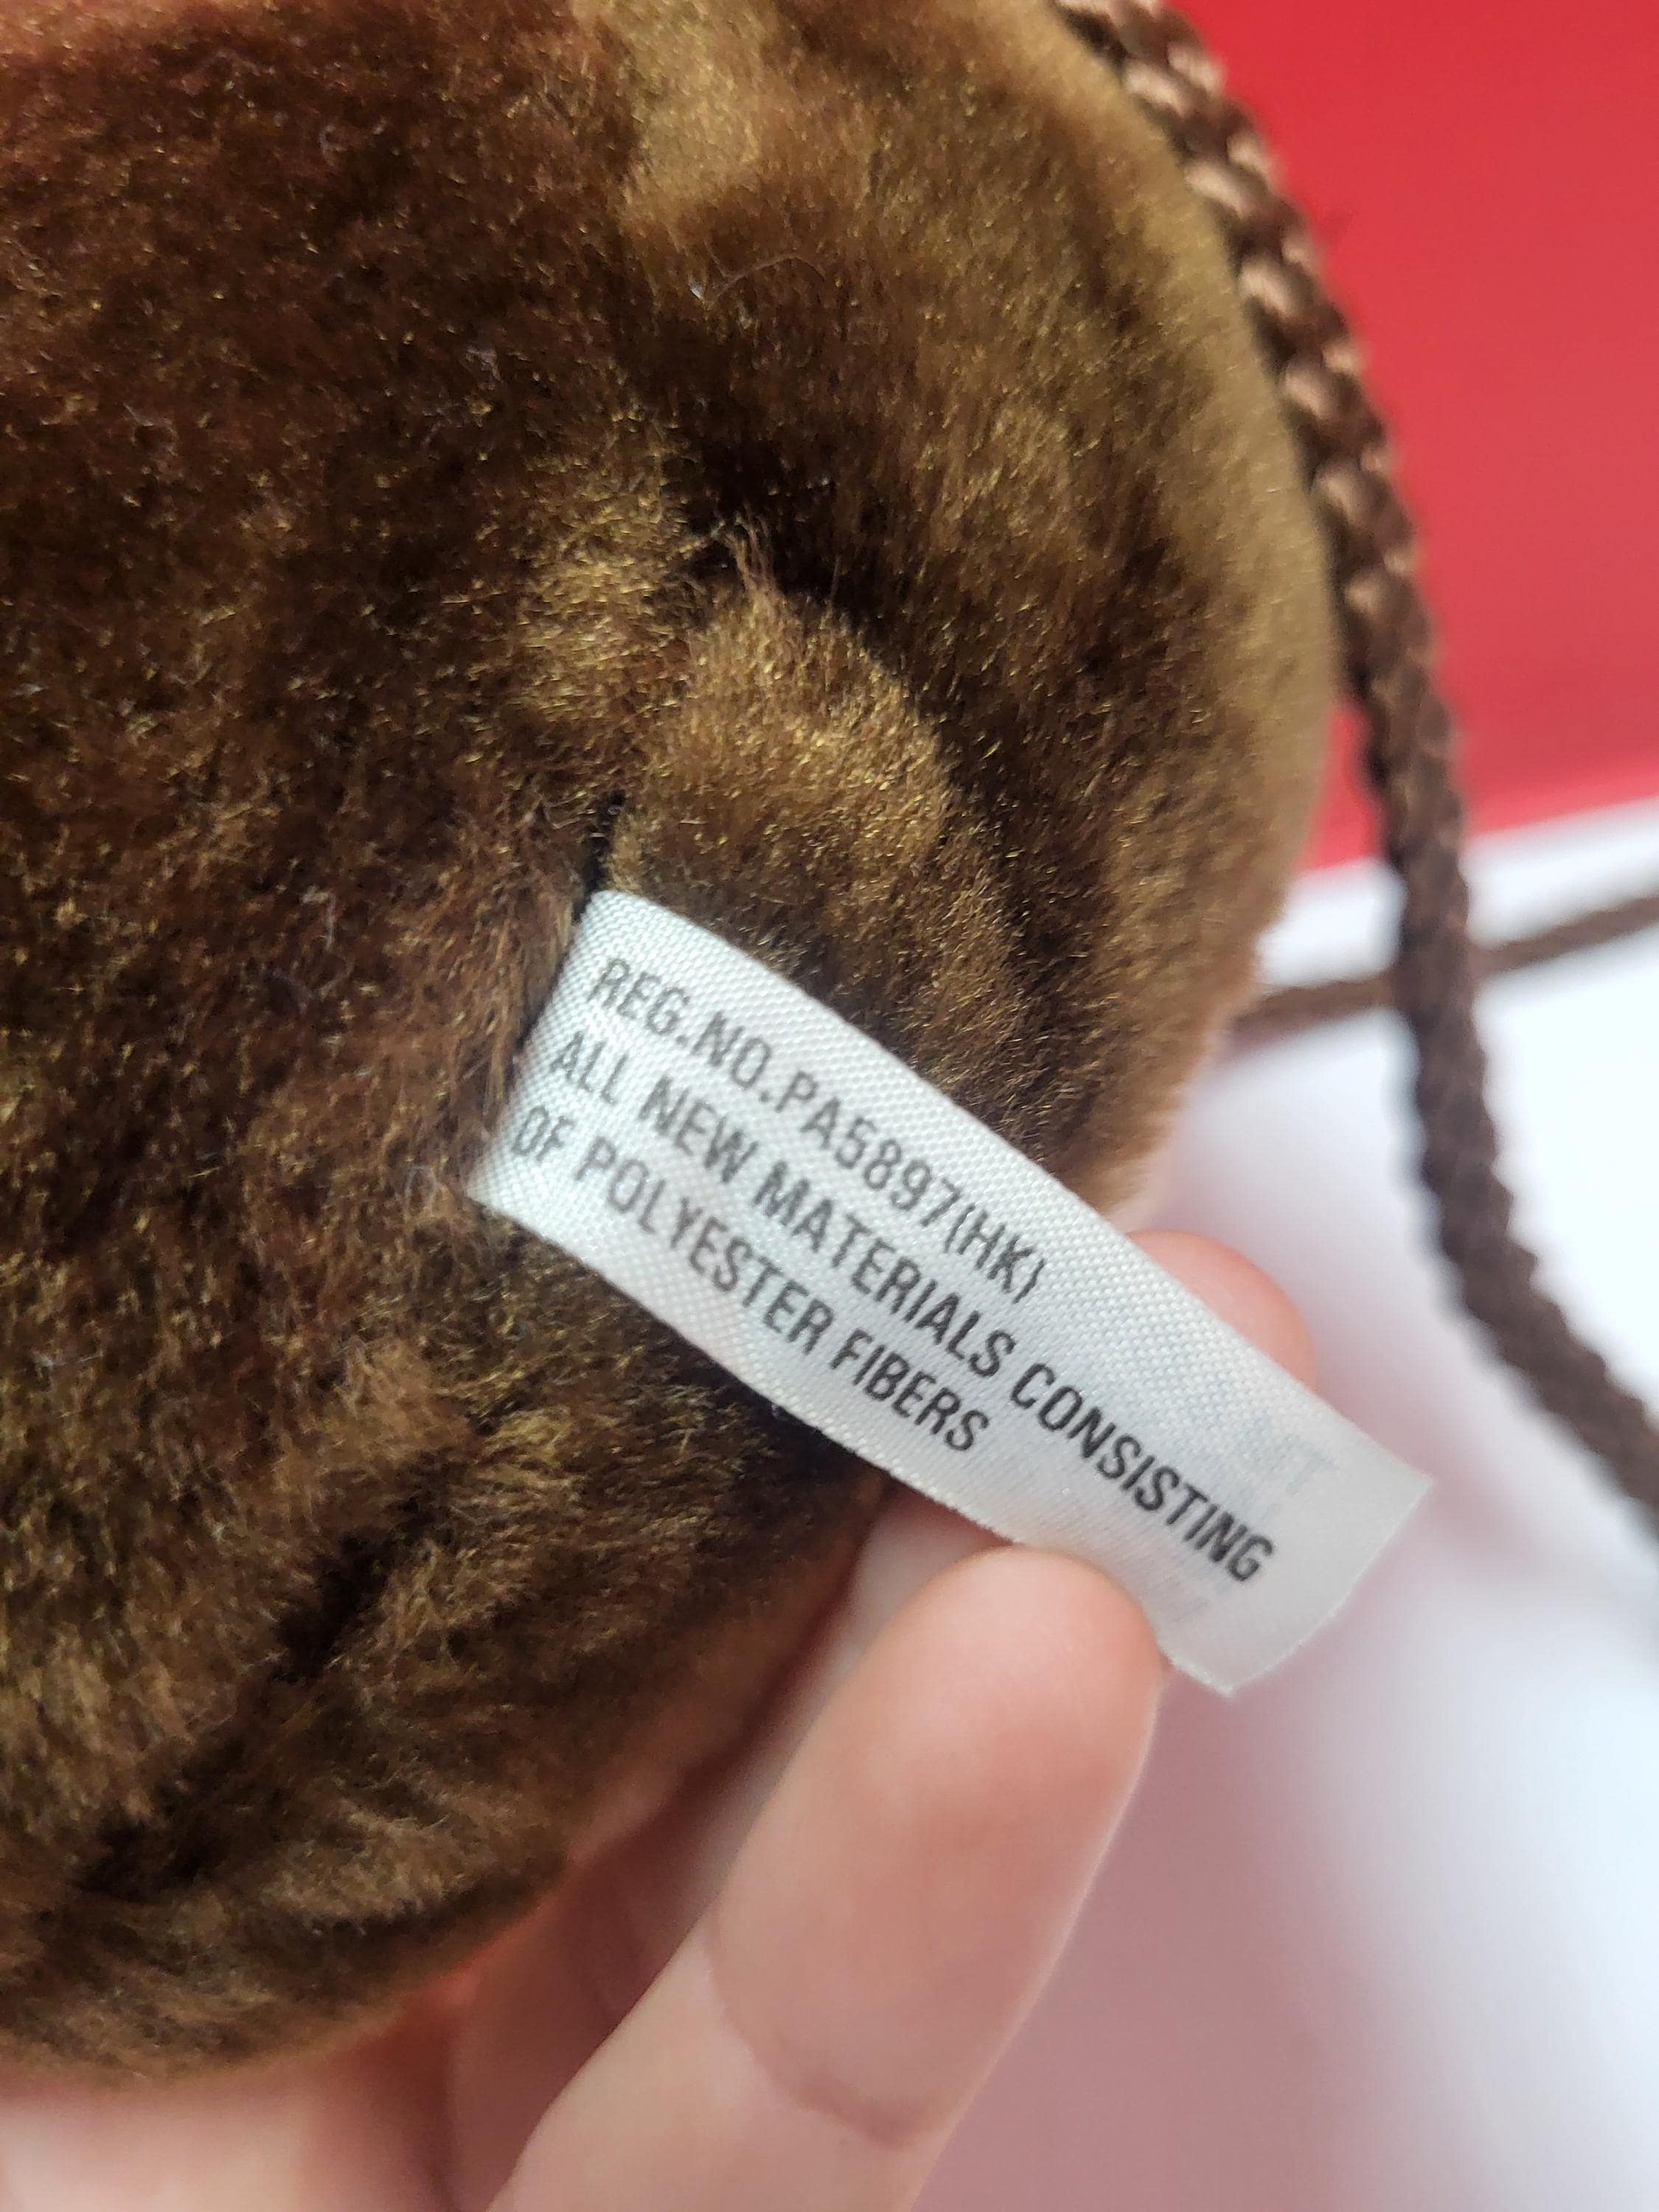 REG.NO.PA5897(HK)
ALL NEW MATERIALS CONSISTING
OF POLYESTER FIBERS